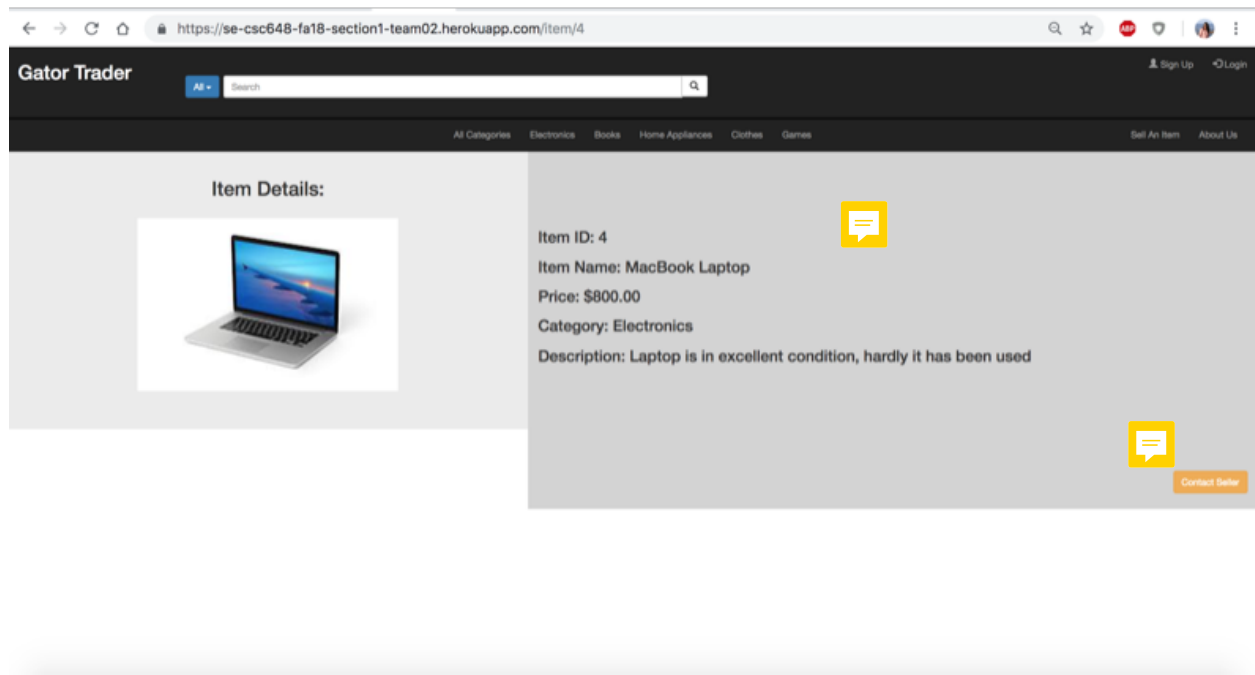 https://se-csc648-fa18-section1-team02.herokuapp.com/item/4
ABP
Gator Trader
All
Search
Sign Up
Login
All Categories Electronics Books Home Appliances Clothes Games Sell An Item About Us
Item Details:
Item ID: 4
Item Name: MacBook Laptop
Price: $800.00
Category: Electronics
Description: Laptop is in excellent condition, hardly it has been used
Contact Seller